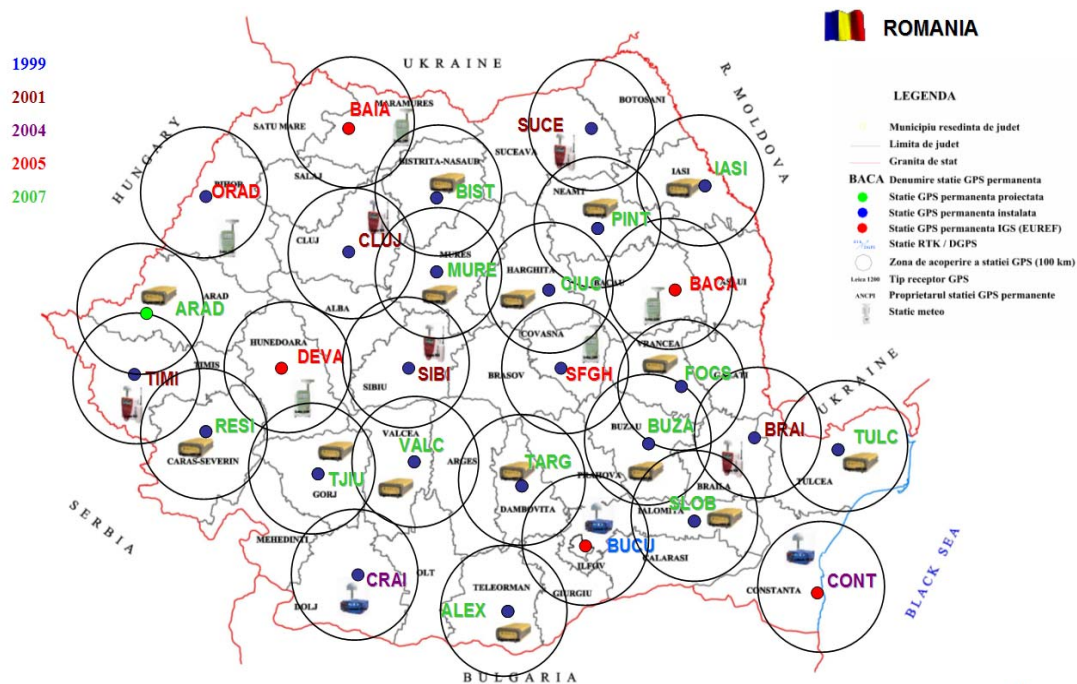 ROMANIA
1999
2001
2004
2005
2007
UKRAINE
HUNGARY
R. MOLDOVA
UKRAINE
SERBIA
BULGARIA
BLACK SEA
LEGENDA
Municipiu resedinta de judet
Limita de judet
Granita de stat
BACA Denumire statie GPS permanenta
Statie GPS permanenta proiectata
Statie GPS permanenta instalata
Statie GPS permanenta IGS (EUREF)
Statie RTK / DGPS
Zona de acoperire a statiei GPS (100 km)
Leica 1200 Tip receptor GPS
ANCPI Proprietarul statiei GPS permanente
Statie meteo
MARAMURES
BAIA
SATU MARE
BOTOSANI
SUCE
SUCEAVA
BISTRITA-NASAUD
SALAJ
BIHOR
ORAD
BIST
NEAMT
IASI
IASI
PINT
CLUJ
CLUJ
MURES
MURE
HARGHITA
CIUC
BACAU
BACA
VASLUI
ARAD
ARAD
ALBA
HUNEDOARA
DEVA
COVASNA
VRANCEA
TIMIS
TIMI
SIBIU
SIBI
BRASOV
SFGH
FOCS
GALATI
RESI
CARAS-SEVERIN
VALCEA
VALC
ARGES
BUZAU
BUZA
BRAI
TULC
TULCEA
TJIU
GORJ
TARG
PRAHOVA
BRAILA
DAMBOVITA
SLOB
IALOMITA
MEHEDINTI
BUCU
ILFOV
CALARASI
CRAI
OLT
DOLJ
TELEORMAN
ALEX
GIURGIU
CONSTANTA
CONT